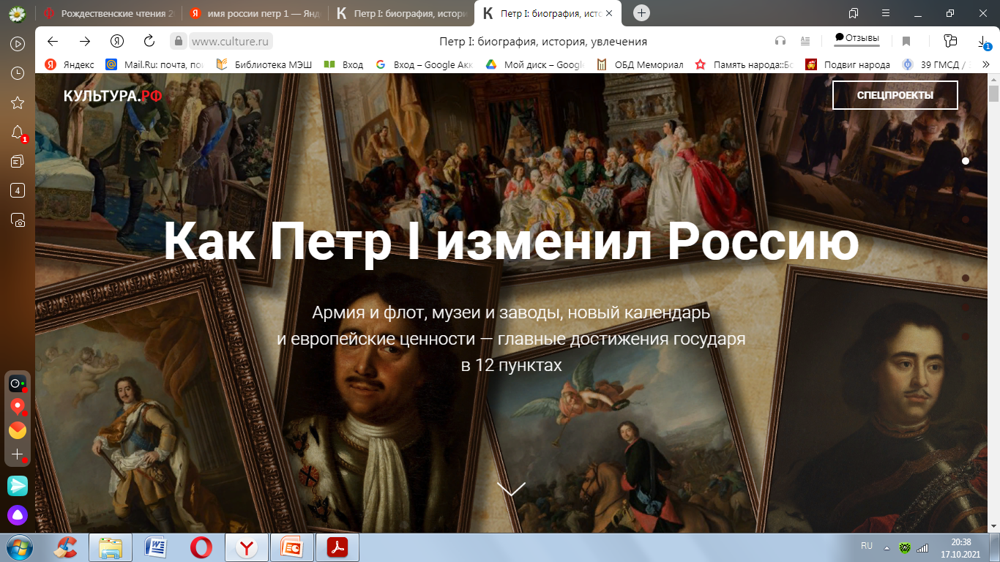 Рождественские чтения 2
имя россии петр 1 — Янд
Петр I: биография, истори
Петр I: биография, исто
www.culture.ru
Петр I: биография, история, увлечения
Отзывы
1
Яндекс
Mail.Ru: почта, по
Библиотека МЭШ
Вход
Вход – Google Акк
Мой диск – Googl
ОБД Мемориал
Память народа::Бо
Подвиг народа
39 ГМСД /
»
1
4
КУЛЬТУРА.РФ
СПЕЦПРОЕКТЫ
Как Петр I изменил Россию
Армия и флот, музеи и заводы, новый календарь
и европейские ценности — главные достижения государя
в 12 пунктах
RU
20:38
17.10.2021